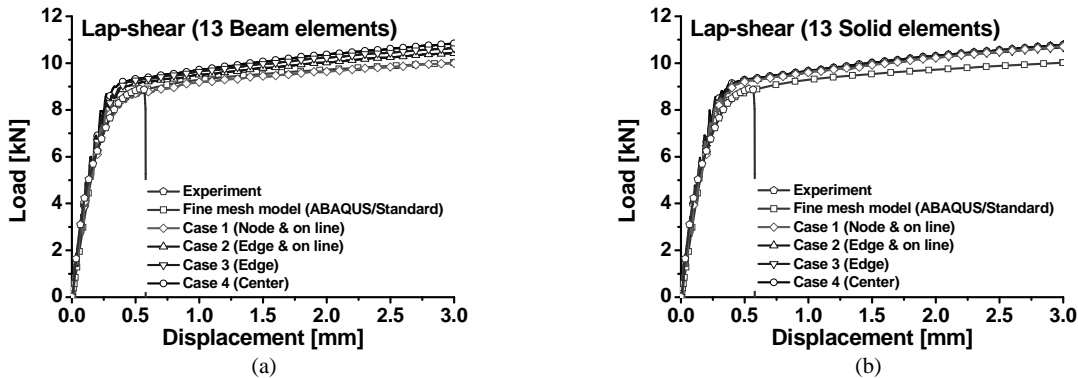 Lap-shear (13 Beam elements)
Load [kN]
12
10
8
6
4
2
0
Experiment
Fine mesh model (ABAQUS/Standard)
Case 1 (Node & on line)
Case 2 (Edge & on line)
Case 3 (Edge)
Case 4 (Center)
0.0 0.5 1.0 1.5 2.0 2.5 3.0
Displacement [mm]
(a)
Lap-shear (13 Solid elements)
Load [kN]
12
10
8
6
4
2
0
Experiment
Fine mesh model (ABAQUS/Standard)
Case 1 (Node & on line)
Case 2 (Edge & on line)
Case 3 (Edge)
Case 4 (Center)
0.0 0.5 1.0 1.5 2.0 2.5 3.0
Displacement [mm]
(b)